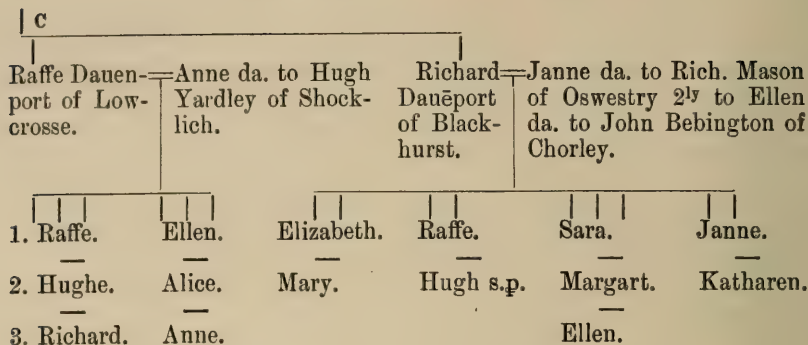 C
Raffe Dauen-
port of Low-
crosse.
Anne da. to Hugh
Yardley of Shock-
lich.
Richard
Dauēport
of Black-
hurst.
Janne da. to Rich. Mason
of Oswestry 2ly to Ellen
da. to John Bebington of
Chorley.
1. Raffe. Ellen. Elizabeth. Raffe. Sara. Janne.
2. Hughe. Alice. Mary. Hugh s.p. Margart. Katharen.
3. Richard. Anne. Ellen.